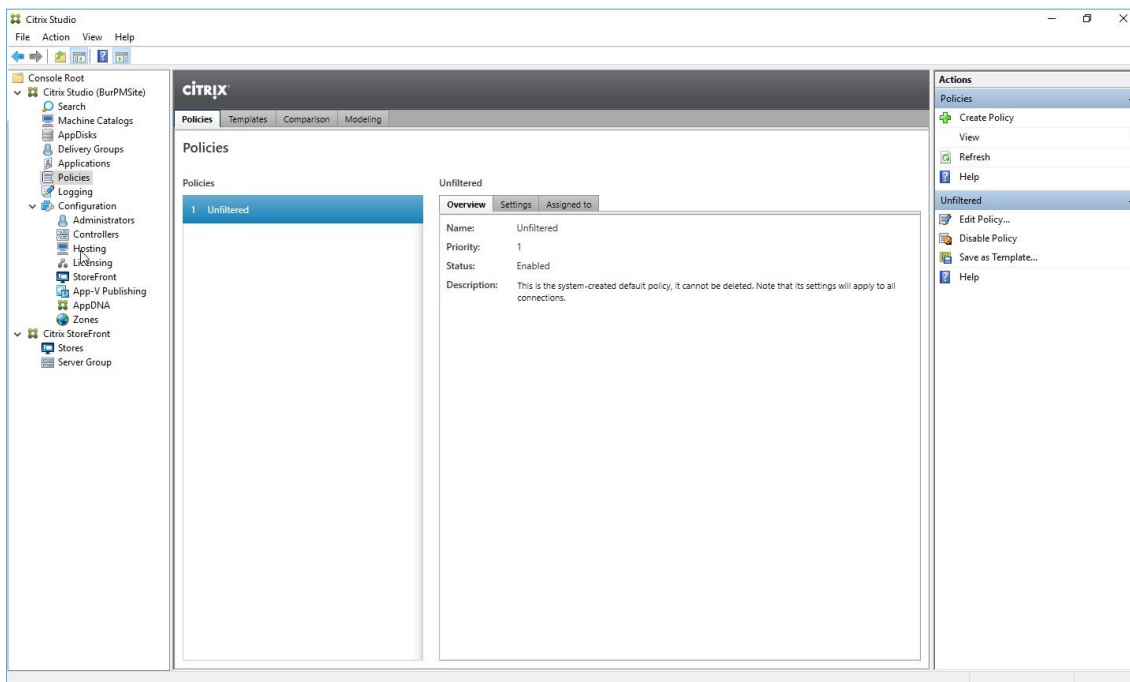 Citrix Studio
File Action View Help
Console Root
Citrix Studio (BurPMSite)
Search
Machine Catalogs
AppDisks
Delivery Groups
Applications
Policies
Logging
Configuration
Administrators
Controllers
Hosting
Licensing
StoreFront
App-V Publishing
AppDNA
Zones
Citrix StoreFront
Stores
Server Group
CİTRIX
Policies Templates Comparison Modeling
Policies
Policies
1 Unfiltered
Unfiltered
Overview Settings Assigned to
Name: Unfiltered
Priority: 1
Status: Enabled
Description: This is the system-created default policy, it cannot be deleted. Note that its settings will apply to all
connections.
Actions
Policies
Create Policy
View
Refresh
Help
Unfiltered
Edit Policy...
Disable Policy
Save as Template...
Help